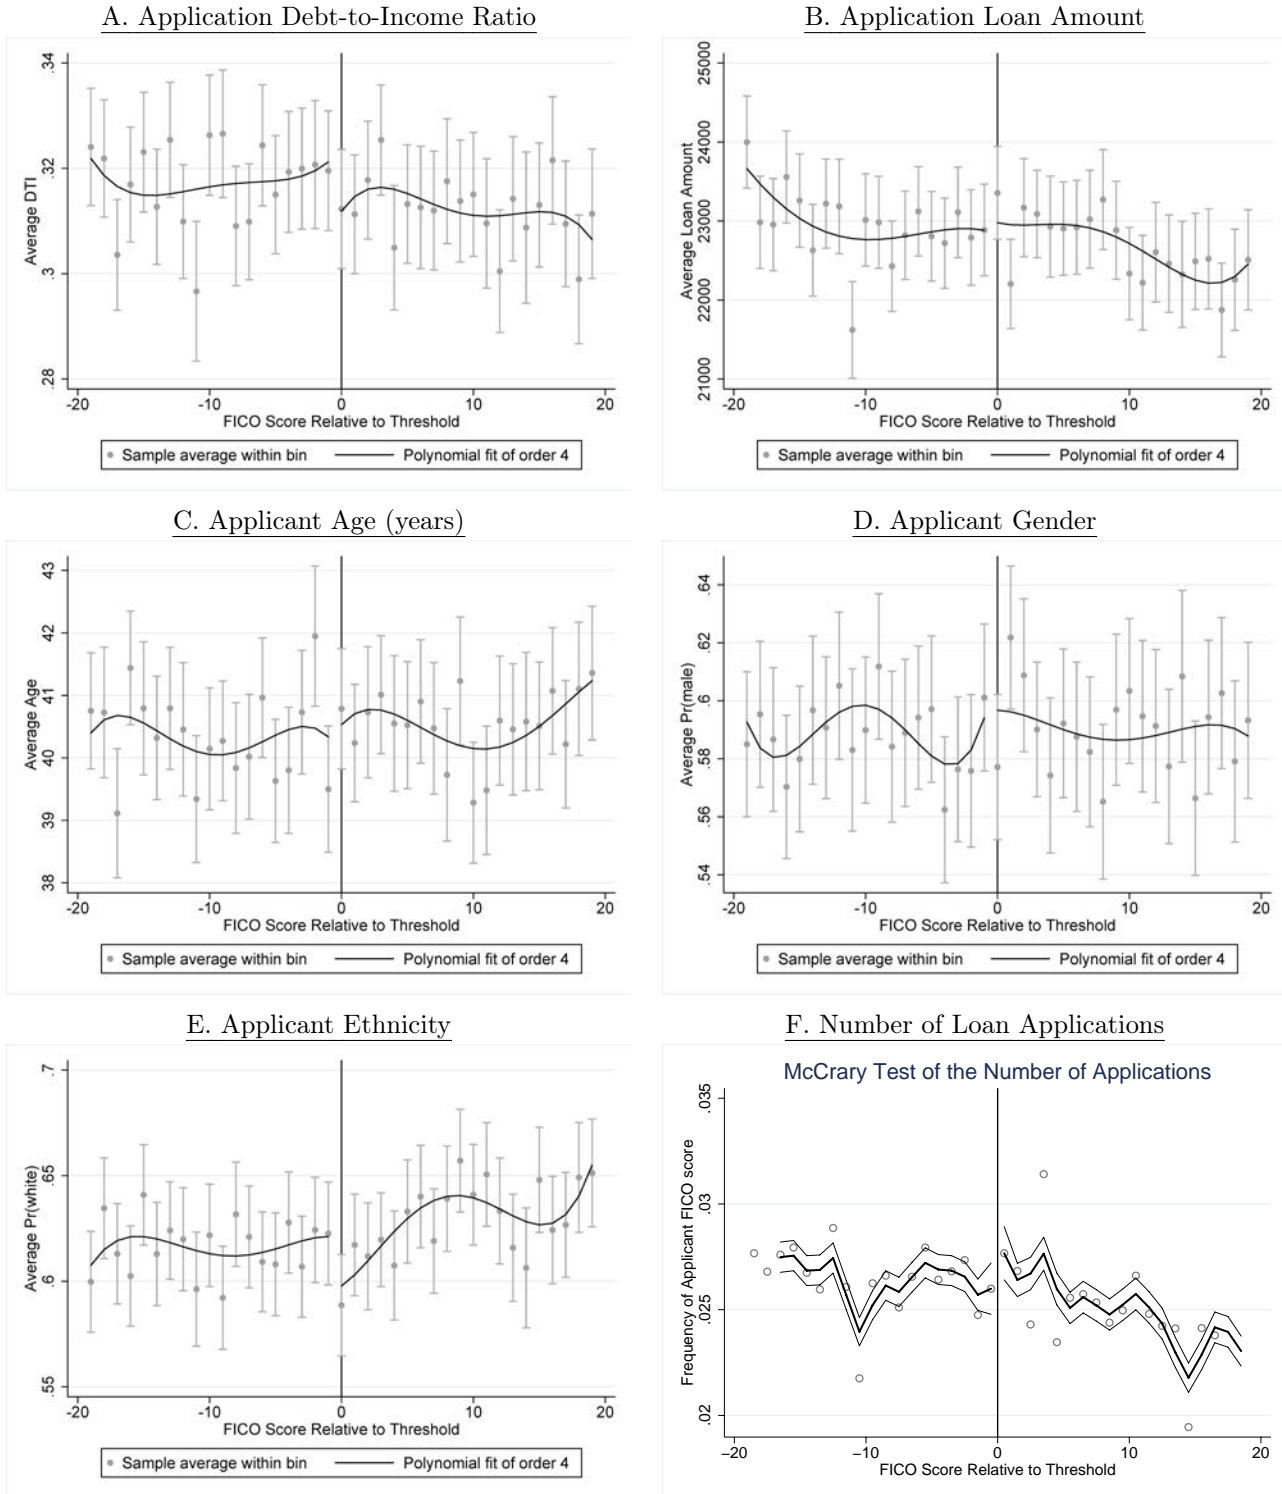 A. Application Debt-to-Income Ratio
.34
.32
.3
.28
Average DTI
-20 -10 0 10 20
FICO Score Relative to Threshold
Sample average within bin Polynomial fit of order 4
B. Application Loan Amount
25000
24000
23000
22000
21000
Average Loan Amount
-20 -10 0 10 20
FICO Score Relative to Threshold
Sample average within bin Polynomial fit of order 4
C. Applicant Age (years)
43
42
41
40
39
38
Average Age
-20 -10 0 10 20
FICO Score Relative to Threshold
Sample average within bin Polynomial fit of order 4
D. Applicant Gender
.64
.62
.6
.58
.56
.54
Average Pr(male)
-20 -10 0 10 20
FICO Score Relative to Threshold
Sample average within bin Polynomial fit of order 4
E. Applicant Ethnicity
.7
.65
.6
.55
Average Pr(white)
-20 -10 0 10 20
FICO Score Relative to Threshold
Sample average within bin Polynomial fit of order 4
F. Number of Loan Applications
McCrary Test of the Number of Applications
.035
.03
.025
.02
Frequency of Applicant FICO score
−20 −10 0 10 20
FICO Score Relative to Threshold